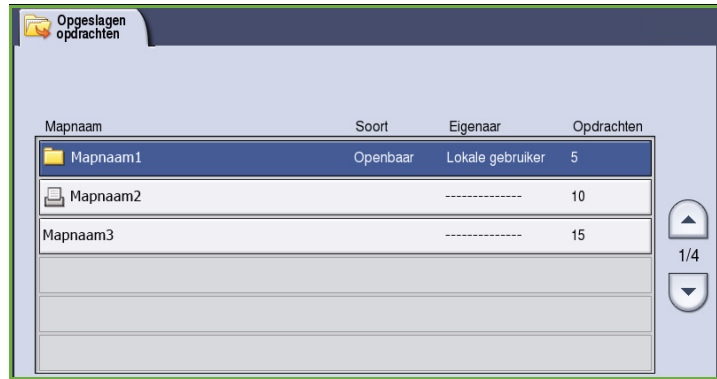 Opgeslagen
opdrachten
Mapnaam Soort Eigenaar Opdrachten
Mapnaam1 Openbaar Lokale gebruiker 5
Mapnaam2 -------------- 10
Mapnaam3 -------------- 15
1/4